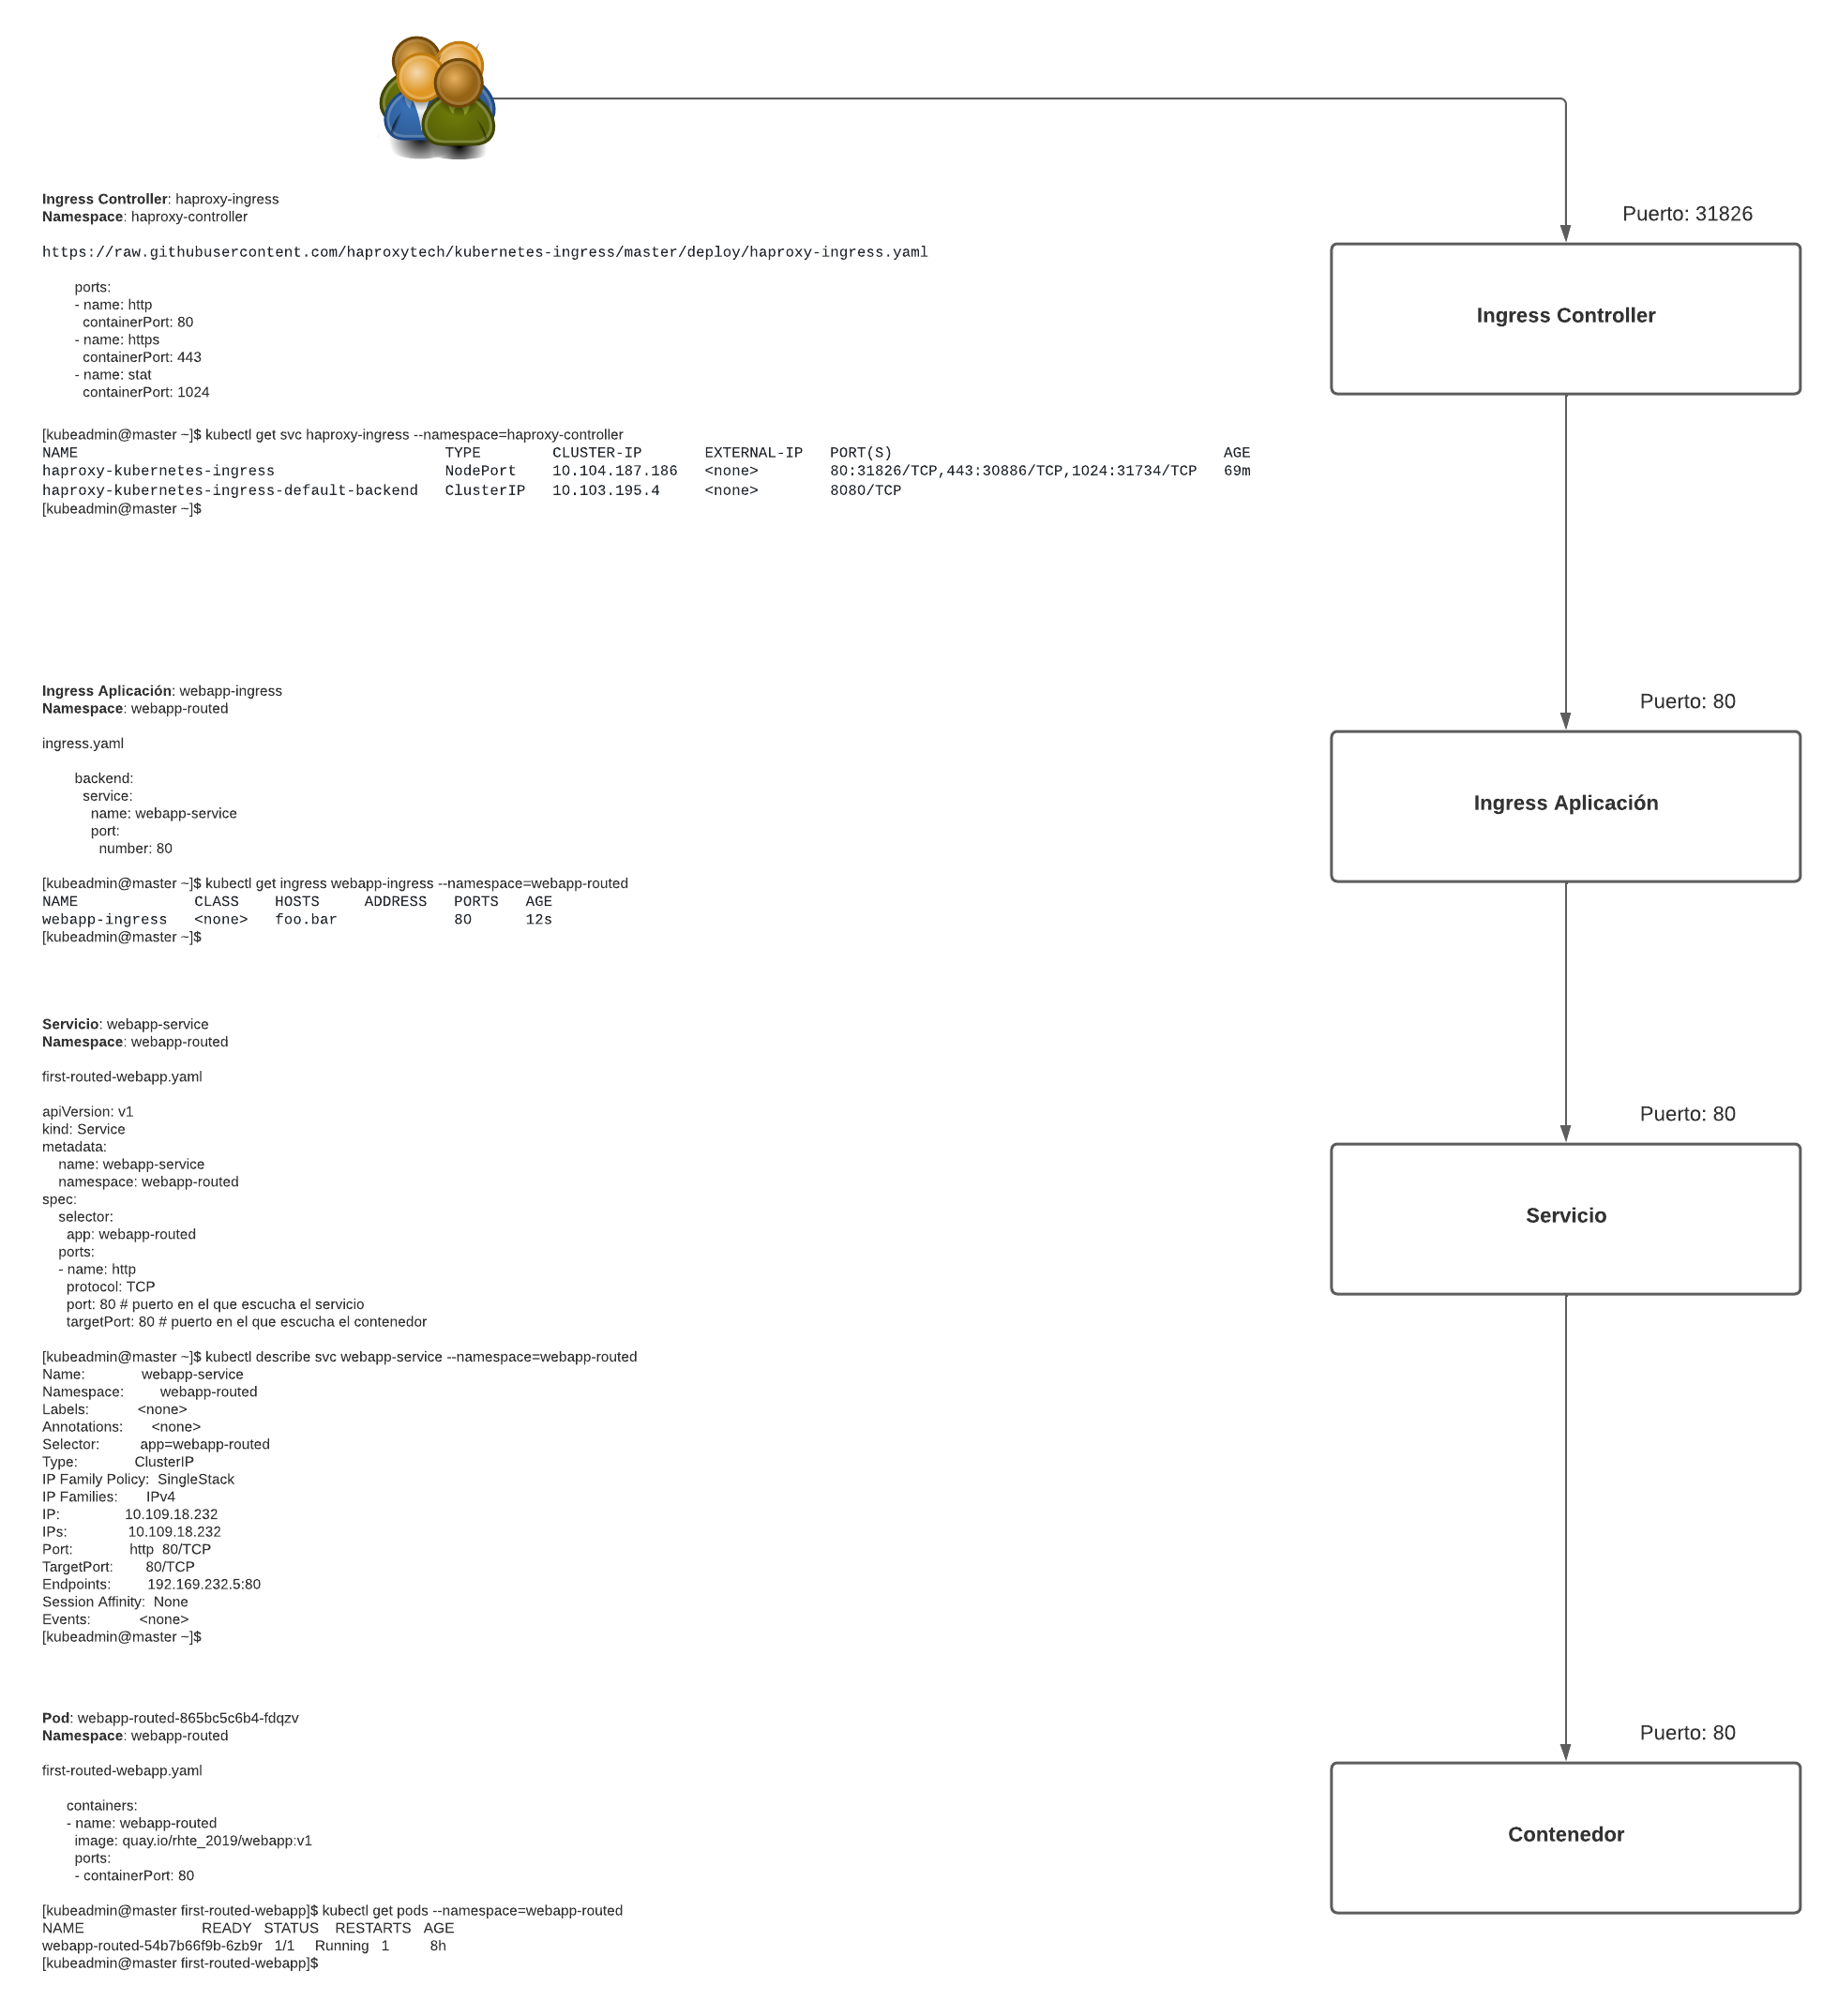 Puerto: 31826
Ingress Controller: haproxy-ingress
Namespace: haproxy-controller
https://raw.githubusercontent.com/haproxytech/kubernetes-ingress/master/deploy/haproxy-ingress.yaml
ports:
- name: http
containerPort: 80
- name: https
containerPort: 443
- name: stat
containerPort: 1024
Ingress Controller
[kubeadmin@master ~]$ kubectl get svc haproxy-ingress --namespace=haproxy-controller
NAME TYPE CLUSTER-IP EXTERNAL-IP PORT(S) AGE
haproxy-kubernetes-ingress NodePort 10.104.187.186 <none> 80:31826/TCP,443:30886/TCP,1024:31734/TCP 69m
haproxy-kubernetes-ingress-default-backend ClusterIP 10.103.195.4 <none> 8080/TCP
[kubeadmin@master ~]$
Ingress Aplicación: webapp-ingress
Namespace: webapp-routed
Puerto: 80
ingress.yaml
backend:
service:
name: webapp-service
port:
number: 80
Ingress Aplicación
[kubeadmin@master ~]$ kubectl get ingress webapp-ingress --namespace=webapp-routed
NAME CLASS HOSTS ADDRESS PORTS AGE
webapp-ingress <none> foo.bar 80 12s
[kubeadmin@master ~]$
Servicio: webapp-service
Namespace: webapp-routed
first-routed-webapp.yaml
Puerto: 80
apiVersion: v1
kind: Service
metadata:
name: webapp-service
namespace: webapp-routed
spec:
selector:
app: webapp-routed
ports:
- name: http
protocol: TCP
port: 80 # puerto en el que escucha el servicio
targetPort: 80 # puerto en el que escucha el contenedor
Servicio
[kubeadmin@master ~]$ kubectl describe svc webapp-service --namespace=webapp-routed
Name: webapp-service
Namespace: webapp-routed
Labels: <none>
Annotations: <none>
Selector: app=webapp-routed
Type: ClusterIP
IP Family Policy: SingleStack
IP Families: IPv4
IP: 10.109.18.232
IPs: 10.109.18.232
Port: http 80/TCP
TargetPort: 80/TCP
Endpoints: 192.169.232.5:80
Session Affinity: None
Events: <none>
[kubeadmin@master ~]$
Pod: webapp-routed-865bc5c6b4-fdqzv
Namespace: webapp-routed
Puerto: 80
first-routed-webapp.yaml
containers:
- name: webapp-routed
image: quay.io/rhte_2019/webapp:v1
ports:
- containerPort: 80
Contenedor
[kubeadmin@master first-routed-webapp]$ kubectl get pods --namespace=webapp-routed
NAME READY STATUS RESTARTS AGE
webapp-routed-54b7b66f9b-6zb9r 1/1 Running 1 8h
[kubeadmin@master first-routed-webapp]$